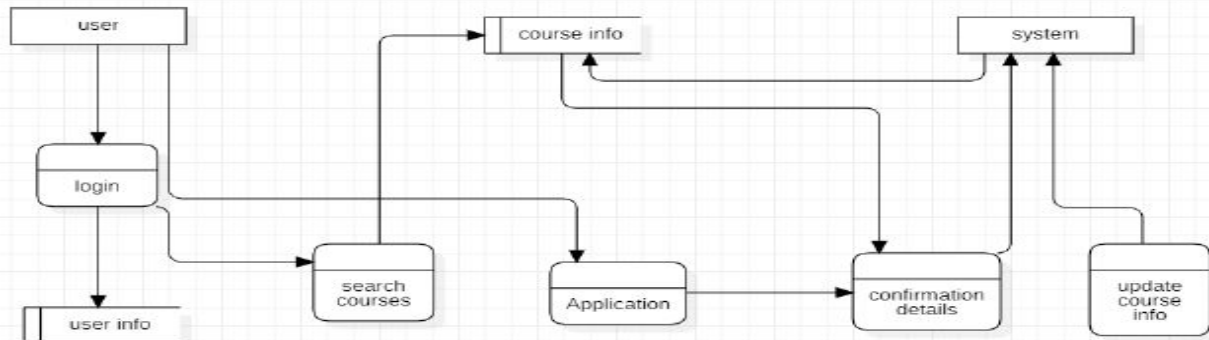 user
course info
system
login
search
courses
Application
confirmation
details
update
course
info
user info